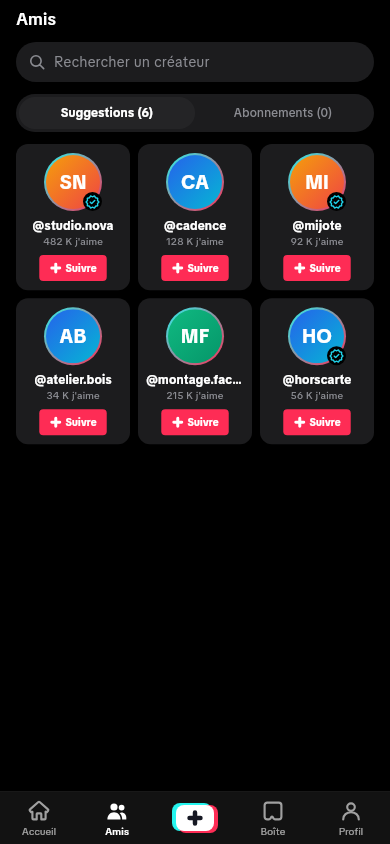 Amis
Rechercher un créateur
Suggestions (6)
Abonnements (0)
SN
CA
MI
@studio.nova
@cadence
@mijote
482 K j'aime
128 K j'aime
92 K j'aime
Suivre
Suivre
Suivre
AB
MF
HO
@atelier.bois
@montage.fac...
@horscarte
34 K j'aime
215 K j'aime
56 K j'aime
Suivre
Suivre
Suivre
Accueil
Amis
Boîte
Profil